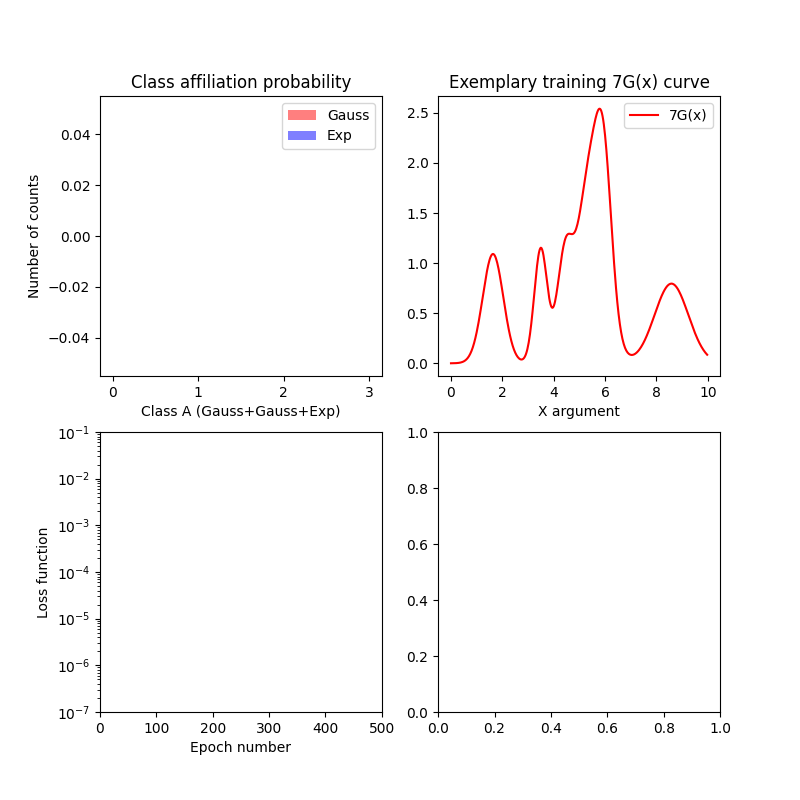 Class affiliation probability
Gauss
Exp
0.04
0.02
0.00
−0.02
−0.04
Number of counts
0 1 2 3
Class A (Gauss+Gauss+Exp)
Exemplary training 7G(x) curve
7G(x)
2.5
2.0
1.5
1.0
0.5
0.0
0 2 4 6 8 10
X argument
10⁻¹
10⁻²
10⁻³
10⁻⁴
10⁻⁵
10⁻⁶
10⁻⁷
Loss function
0 100 200 300 400 500
Epoch number
1.0
0.8
0.6
0.4
0.2
0.0
0.0 0.2 0.4 0.6 0.8 1.0